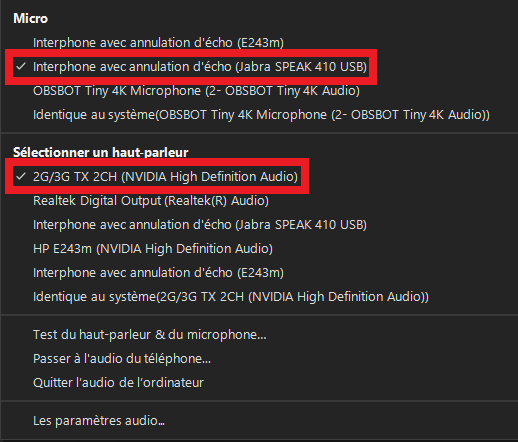 Micro
Interphone avec annulation d'écho (E243m)
✓ Interphone avec annulation d'écho (Jabra SPEAK 410 USB)
OBSBOT Tiny 4K Microphone (2- OBSBOT Tiny 4K Audio)
Identique au système(OBSBOT Tiny 4K Microphone (2- OBSBOT Tiny 4K Audio))
Sélectionner un haut-parleur
✓ 2G/3G TX 2CH (NVIDIA High Definition Audio)
Realtek Digital Output (Realtek(R) Audio)
Interphone avec annulation d'écho (Jabra SPEAK 410 USB)
HP E243m (NVIDIA High Definition Audio)
Interphone avec annulation d'écho (E243m)
Identique au système(2G/3G TX 2CH (NVIDIA High Definition Audio))
Test du haut-parleur & du microphone...
Passer à l'audio du téléphone...
Quitter l'audio de l'ordinateur
Les paramètres audio...